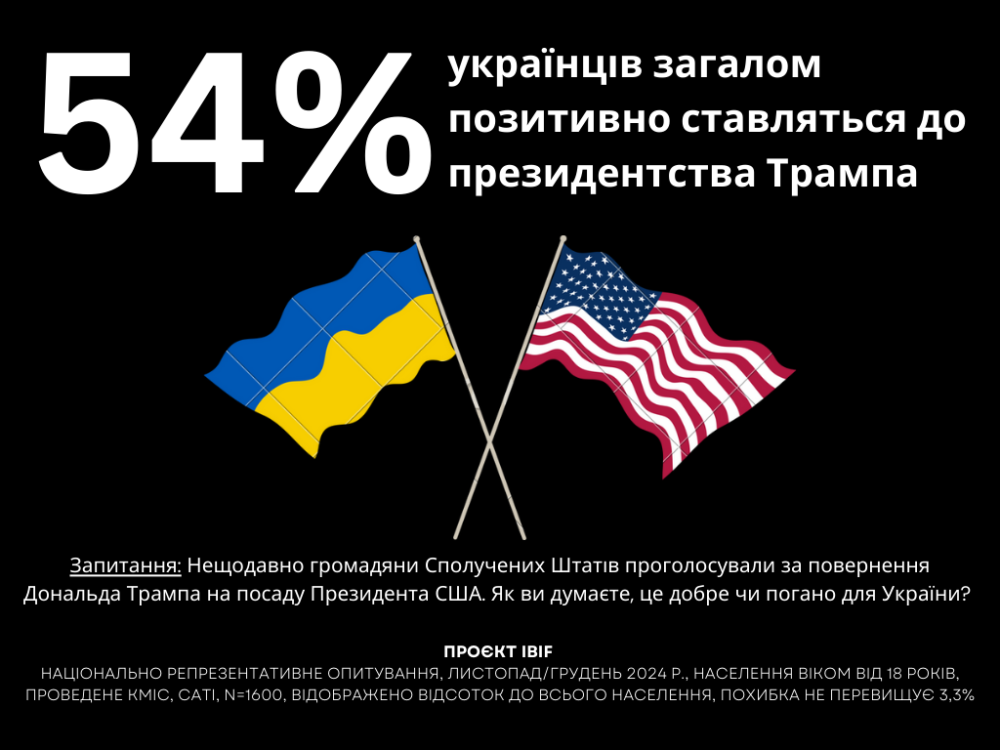 54%
українців загалом
позитивно ставляться до
президентства Трампа
Запитання: Нещодавно громадяни Сполучених Штатів проголосували за повернення
Дональда Трампа на посаду Президента США. Як ви думаєте, це добре чи погано для України?
ПРОЄКТ IBIF
НАЦІОНАЛЬНО РЕПРЕЗЕНТАТИВНЕ ОПИТУВАННЯ, ЛИСТОПАД/ГРУДЕНЬ 2024 Р., НАСЕЛЕННЯ ВІКОМ ВІД 18 РОКІВ,
ПРОВЕДЕНЕ КМІС, CATI, N=1600, ВІДОБРАЖЕНО ВІДСОТОК ДО ВСЬОГО НАСЕЛЕННЯ, ПОХИБКА НЕ ПЕРЕВИЩУЄ 3,3%